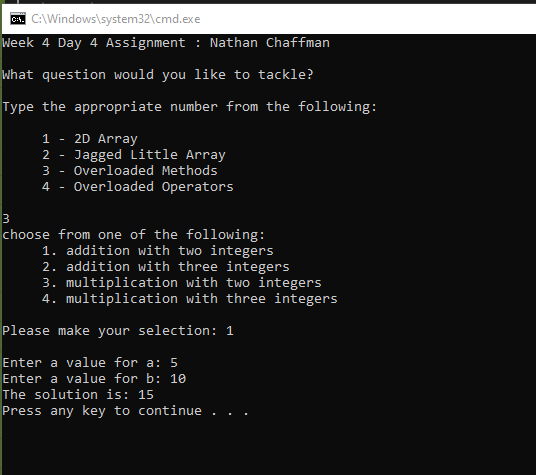 C:\Windows\system32\cmd.exe
Week 4 Day 4 Assignment : Nathan Chaffman
What question would you like to tackle?
Type the appropriate number from the following:
1 - 2D Array
2 - Jagged Little Array
3 - Overloaded Methods
4 - Overloaded Operators
3
choose from one of the following:
1. addition with two integers
2. addition with three integers
3. multiplication with two integers
4. multiplication with three integers
Please make your selection: 1
Enter a value for a: 5
Enter a value for b: 10
The solution is: 15
Press any key to continue . . .